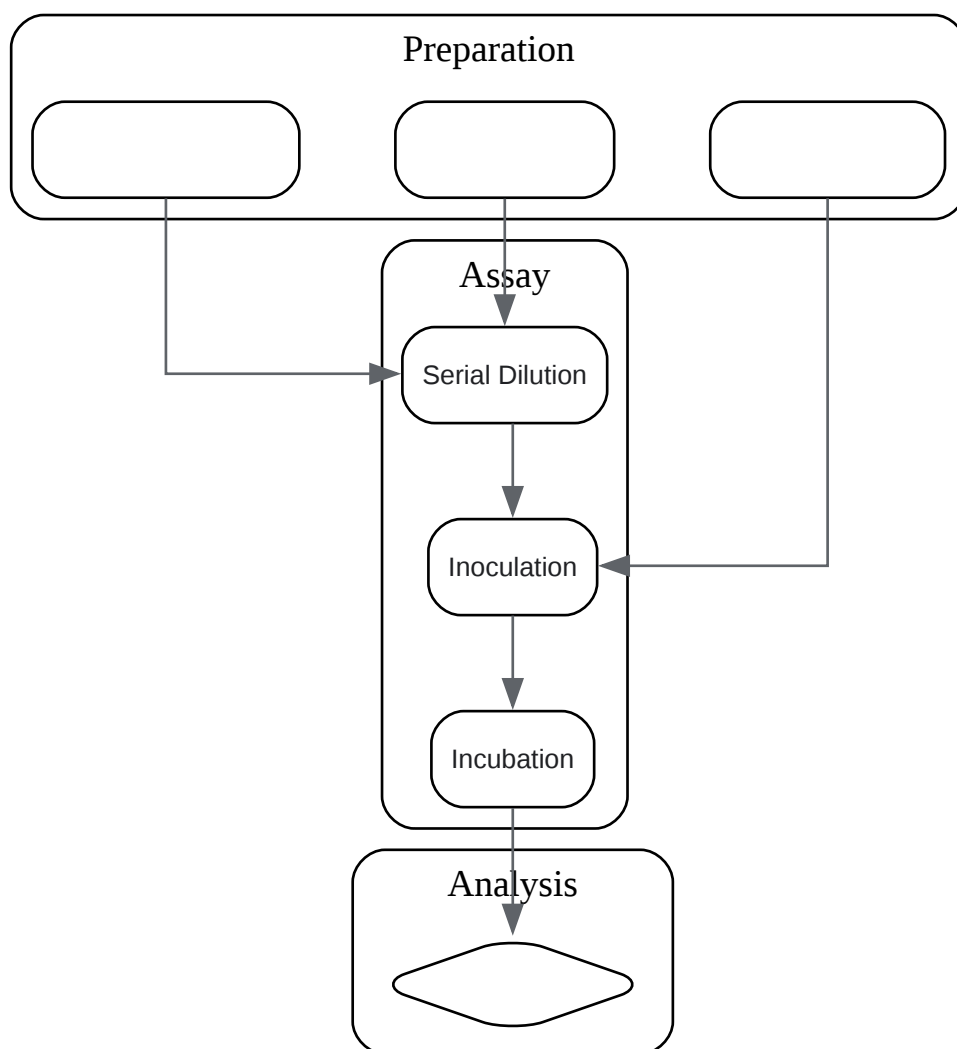 Preparation
Assay
Serial Dilution
Inoculation
Incubation
Analysis